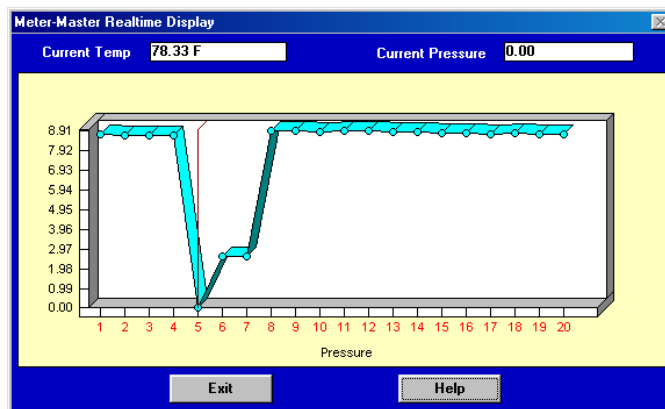 Meter-Master Realtime Display
Current Temp 78.33 F Current Pressure 0.00
8.91
7.92
6.93
5.94
4.95
3.96
2.97
1.98
0.99
0.00
1 2 3 4 5 6 7 8 9 10 11 12 13 14 15 16 17 18 19 20
Pressure
Exit Help